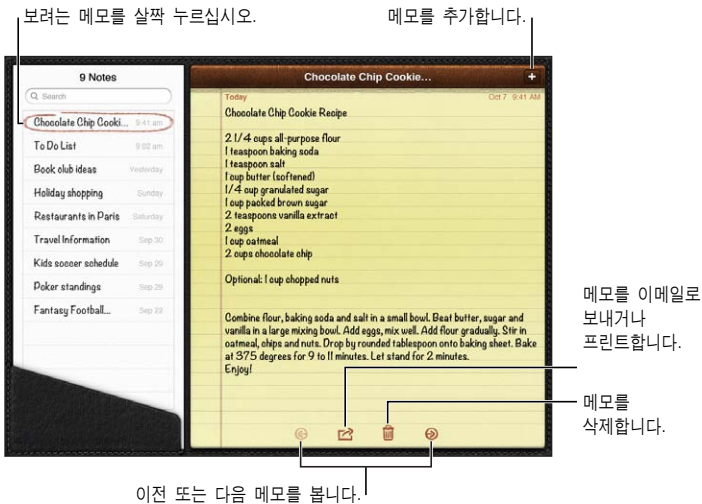 보려는 메모를 살짝 누르십시오.
메모를 추가합니다.
9 Notes
Chocolate Chip Cookie...
+
Search
Chocolate Chip Cooki... 9:41 am
To Do List 9:02 am
Book club ideas Yesterday
Holiday shopping Sunday
Restaurants in Paris Saturday
Travel Information Sep 30
Kids soccer schedule Sep 29
Poker standings Sep 29
Fantasy Football... Sep 22
Today Oct 7 9:41 AM
Chocolate Chip Cookie Recipe
2 1/4 cups all-purpose flour
1 teaspoon baking soda
1 teaspoon salt
1 cup butter (softened)
1/4 cup granulated sugar
1 cup packed brown sugar
2 teaspoons vanilla extract
2 eggs
1 cup oatmeal
2 cups chocolate chip
Optional: 1 cup chopped nuts
Combine flour, baking soda and salt in a small bowl. Beat butter, sugar and
vanilla in a large mixing bowl. Add eggs, mix well. Add flour gradually. Stir in
oatmeal, chips and nuts. Drop by rounded tablespoon onto baking sheet. Bake
at 375 degrees for 9 to 11 minutes. Let stand for 2 minutes.
Enjoy!
메모를 이메일로
보내거나
프린트합니다.
메모를
삭제합니다.
이전 또는 다음 메모를 봅니다.